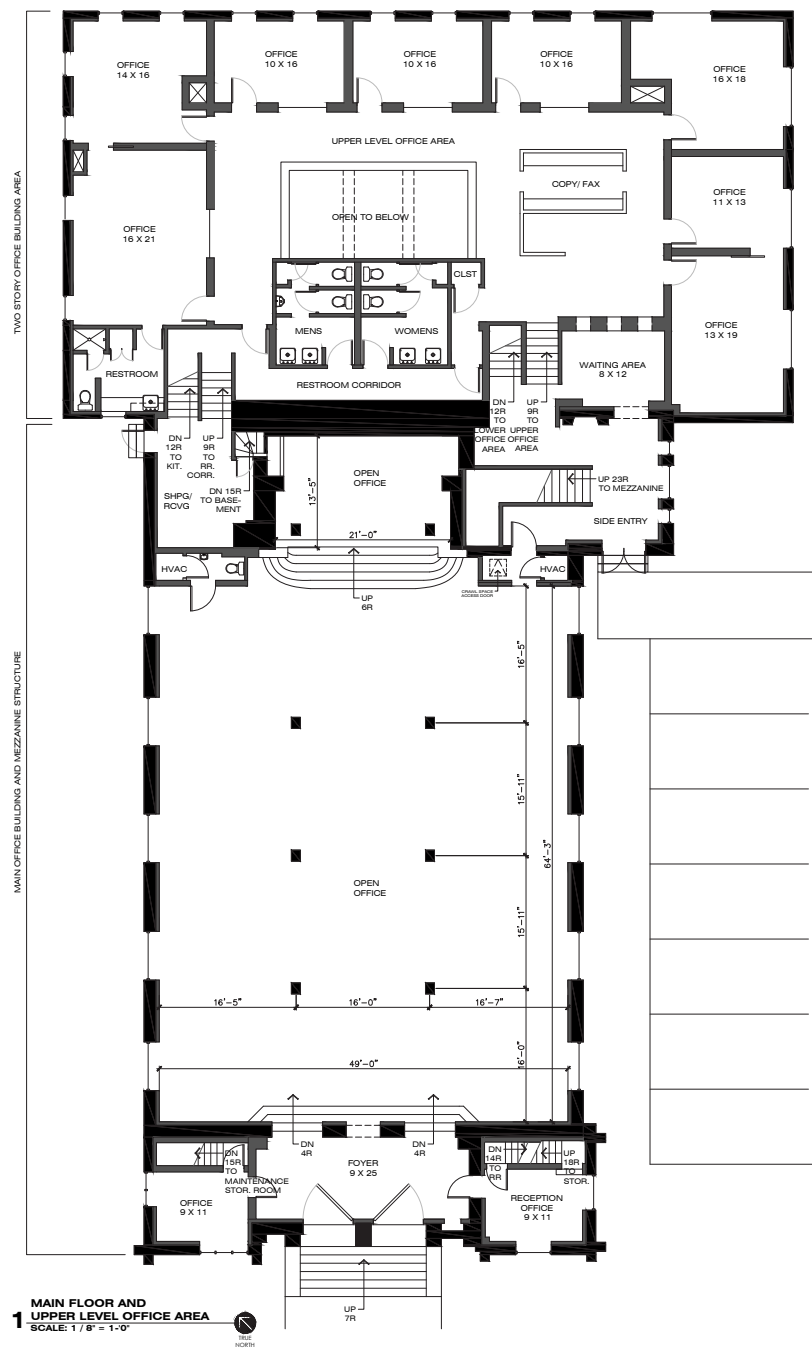 OFFICE
14 X 16
OFFICE
10 X 16
OFFICE
10 X 16
OFFICE
10 X 16
OFFICE
16 X 18
UPPER LEVEL OFFICE AREA
COPY/ FAX
OFFICE
11 X 13
OPEN TO BELOW
OFFICE
16 X 21
TWO STORY OFFICE BUILDING AREA
CLST
MENS
WOMENS
OFFICE
13 X 19
RESTROOM
WAITING AREA
8 X 12
RESTROOM CORRIDOR
DN
12R
TO
KIT.
UP
9R
TO
RR.
CORR.
DN
12R
TO
LOWER
OFFICE
AREA
UP
9R
TO
UPPER
OFFICE
AREA
SHPG/
RCVG
DN 15R
TO BASE-
MENT
OPEN
OFFICE
13'-5"
21'-0"
UP 23R
TO MEZZANINE
SIDE ENTRY
HVAC
HVAC
CRAWL SPACE
ACCESS DOOR
UP
6R
16'-5"
15'-11"
64'-3"
15'-11"
16'-0"
MAIN OFFICE BUILDING AND MEZZANINE STRUCTURE
OPEN
OFFICE
16'-5"
16'-0"
16'-7"
49'-0"
DN
4R
DN
4R
DN
15R
TO
MAINTENANCE
STOR. ROOM
FOYER
9 X 25
DN
14R
TO
RR
UP
18R
TO
STOR.
OFFICE
9 X 11
RECEPTION
OFFICE
9 X 11
UP
7R
1
MAIN FLOOR AND
UPPER LEVEL OFFICE AREA
SCALE: 1 / 8" = 1-'0"
TRUE
NORTH